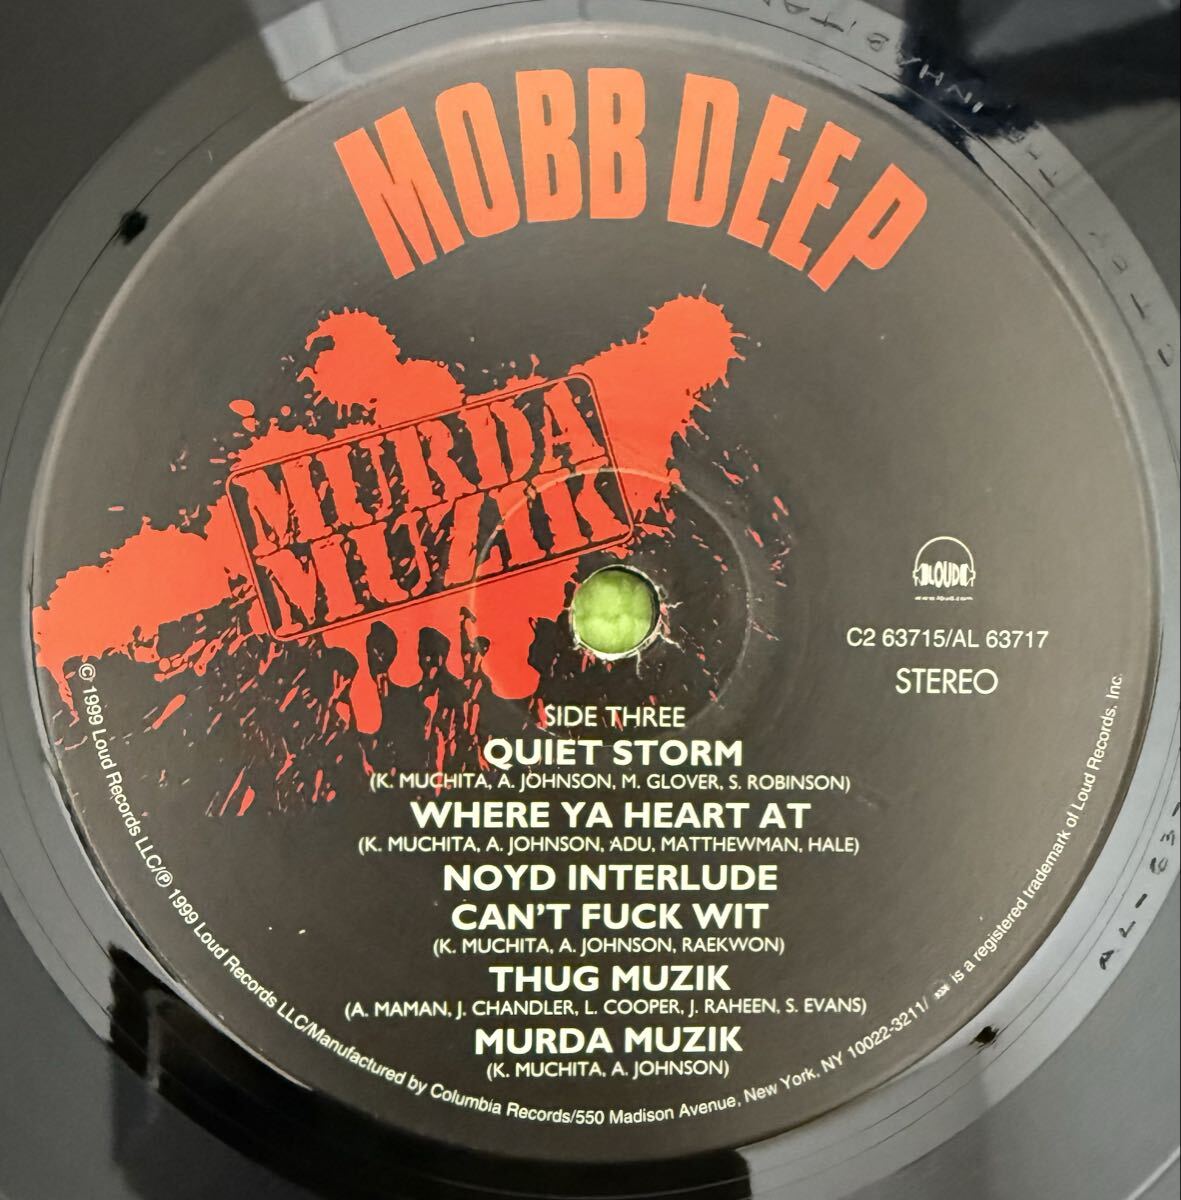 MOBB DEEP
MURDA
MUZIK
LOUD
C2 63715/AL 63717
STEREO
SIDE THREE
QUIET STORM
(K. MUCHITA, A. JOHNSON, M. GLOVER, S. ROBINSON)
WHERE YA HEART AT
(K. MUCHITA, A. JOHNSON, ADU, MATTHEWMAN, HALE)
NOYD INTERLUDE
CAN'T FUCK WIT
(K. MUCHITA, A. JOHNSON, RAEKWON)
THUG MUZIK
(A. MAMAN, J. CHANDLER, L. COOPER, J. RAHEEN, S. EVANS)
MURDA MUZIK
(K. MUCHITA, A. JOHNSON)
© 1999 Loud Records LLC/℗ 1999 Loud Records LLC/Manufactured by Columbia Records/550 Madison Avenue, New York, NY 10022-3211/ is a registered trademark of Loud Records, Inc.